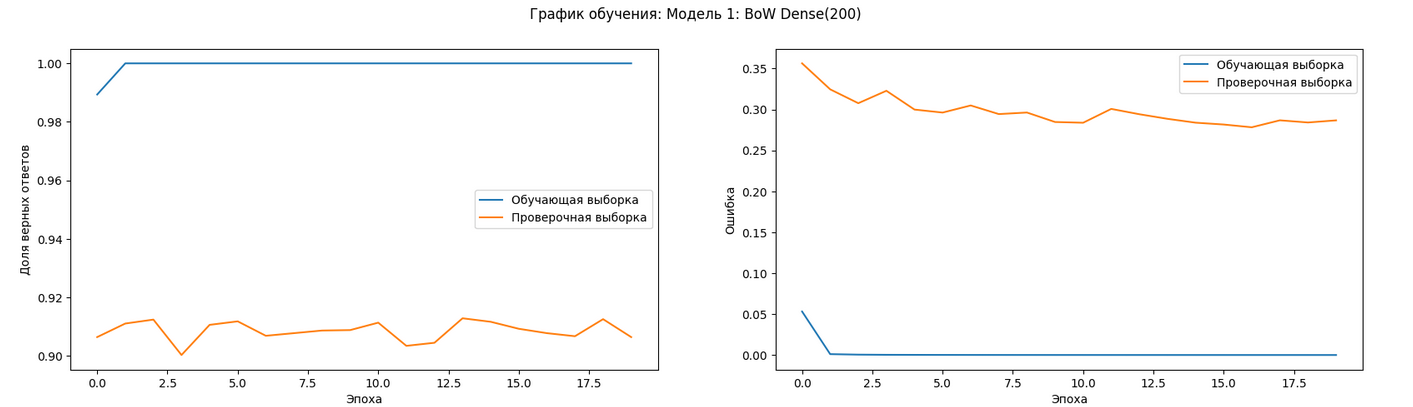 График обучения: Модель 1: BoW Dense(200)
Доля верных ответов
1.00
0.98
0.96
0.94
0.92
0.90
Обучающая выборка
Проверочная выборка
0.0 2.5 5.0 7.5 10.0 12.5 15.0 17.5
Эпоха
Ошибка
0.35
0.30
0.25
0.20
0.15
0.10
0.05
0.00
Обучающая выборка
Проверочная выборка
0.0 2.5 5.0 7.5 10.0 12.5 15.0 17.5
Эпоха